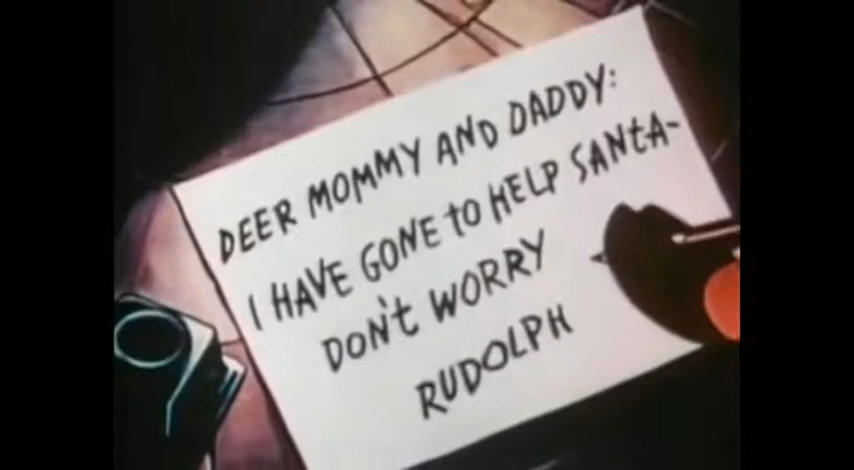 DEER MOMMY AND DADDY:
I HAVE GONE tO HELP SANtA-
DON't WORRY
RUDOLPH